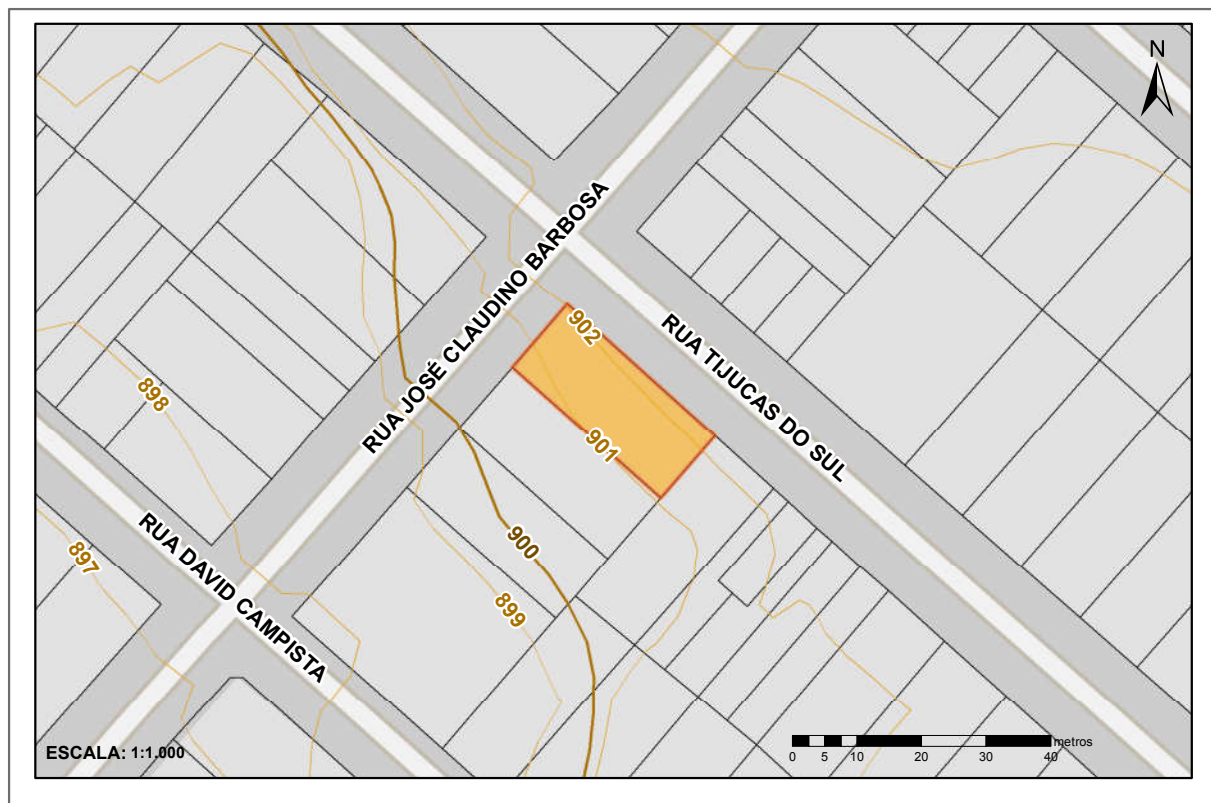 N
RUA JOSÉ CLAUDINO BARBOSA
902
RUA TIJUCAS DO SUL
898
901
RUA DAVID CAMPISTA
900
897
899
ESCALA: 1:1.000
metros
0 5 10 20 30 40